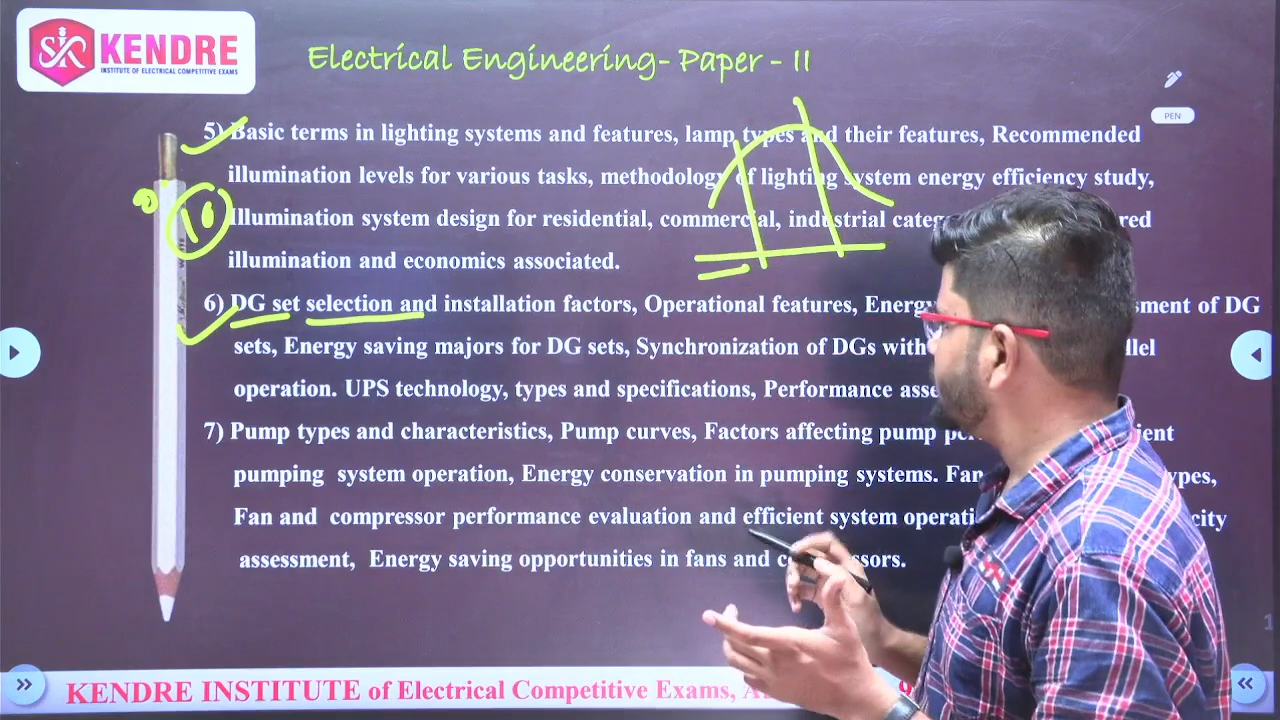 KENDRE
INSTITUTE OF ELECTRICAL COMPETITIVE EXAMS
Electrical Engineering- Paper - II
PEN
5) Basic terms in lighting systems and features, lamp types and their features, Recommended
illumination levels for various tasks, methodology of lighting system energy efficiency study,
10
Illumination system design for residential, commercial, industrial
illumination and economics associated.
6) DG set selection and installation factors, Operational features, of DG
sets, Energy saving majors for DG sets, Synchronization of DGs with
operation. UPS technology, types and specifications, Performance
7) Pump types and characteristics, Pump curves, Factors affecting pump
pumping system operation, Energy conservation in pumping systems.
Fan and compressor performance evaluation and efficient system
assessment, Energy saving opportunities in fans and
KENDRE INSTITUTE of Electrical Competitive Exams,